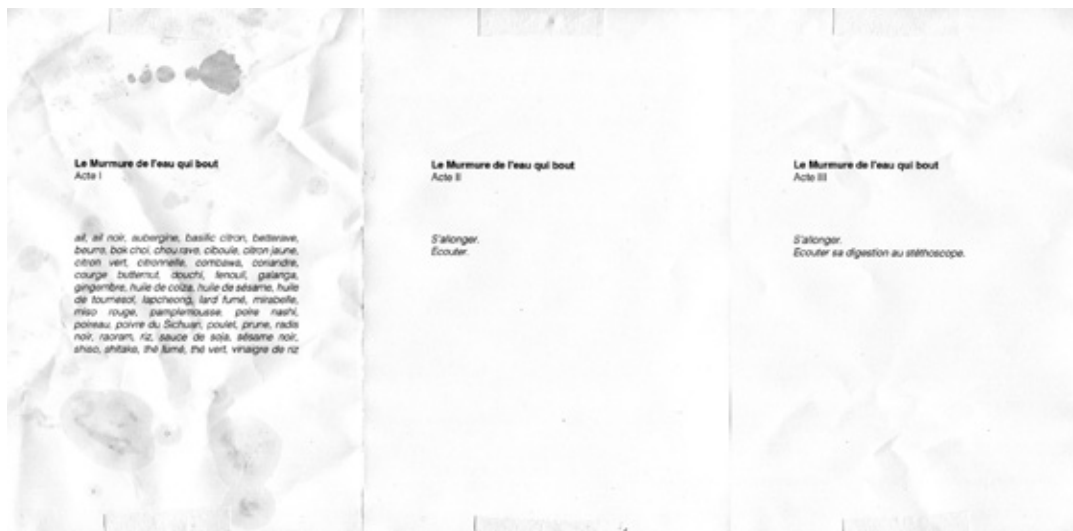 Le Murmure de l'eau qui bout
Acte I
ail, ail noir, aubergine, basilic citron, betterave,
beurre, bok choi, chou rave, ciboule, citron jaune,
citron vert, citronnelle, combawa, coriandre,
courge butternut, douchi, fenouil, galanga,
gingembre, huile de colza, huile de sésame, huile
de tournesol, lapcheong, lard fumé, mirabelle,
miso rouge, pamplemousse, poire nashi,
poireau, poivre du Sichuan, poulet, prune, radis
noir, raoram, riz, sauce de soja, sésame noir,
shiso, shitake, thé fumé, thé vert, vinaigre de riz
Le Murmure de l'eau qui bout
Acte II
S'allonger.
Ecouter.
Le Murmure de l'eau qui bout
Acte III
S'allonger.
Ecouter sa digestion au stéthoscope.